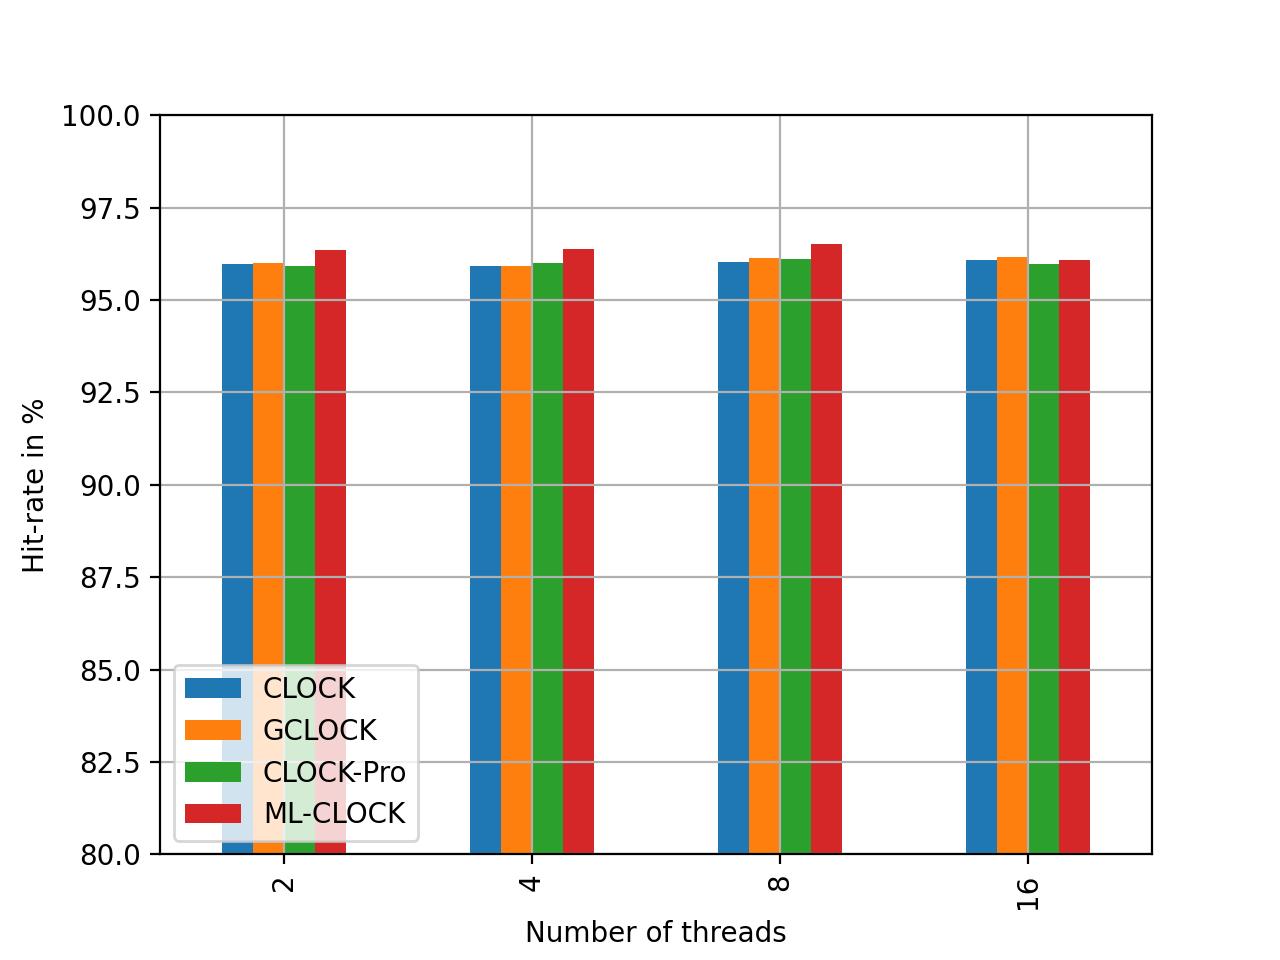 100.0
97.5
95.0
92.5
90.0
87.5
85.0
82.5
80.0
Hit-rate in %
CLOCK
GCLOCK
CLOCK-Pro
ML-CLOCK
2
4
8
16
Number of threads